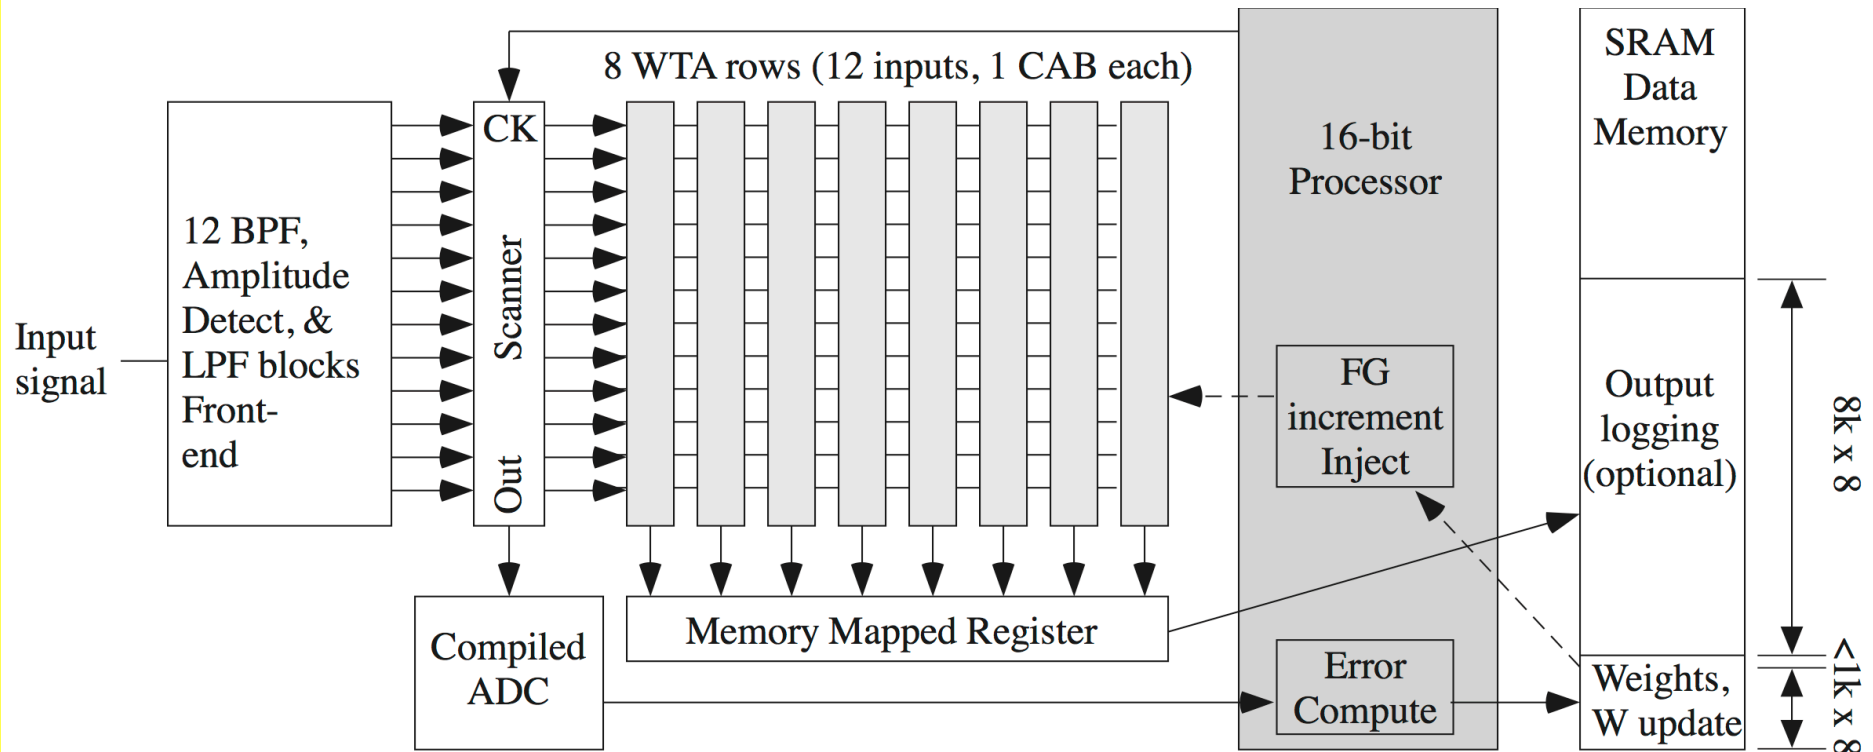 8 WTA rows (12 inputs, 1 CAB each)
Input
signal
12 BPF,
Amplitude
Detect, &
LPF blocks
Front-
end
CK
Scanner
Out
Compiled
ADC
Memory Mapped Register
16-bit
Processor
FG
increment
Inject
Error
Compute
SRAM
Data
Memory
Output
logging
(optional)
Weights,
W update
8k x 8
<1k x 8